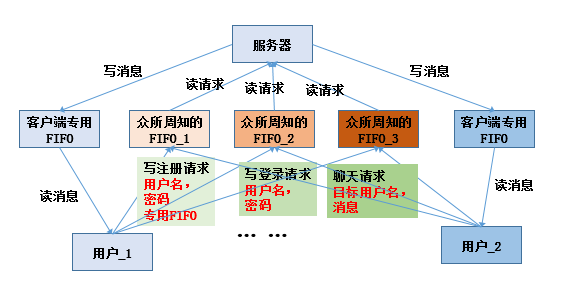 服务器
写消息
读请求
读请求
读请求
写消息
客户端专用
FIFO
众所周知的
FIFO_1
众所周知的
FIFO_2
众所周知的
FIFO_3
客户端专用
FIFO
读消息
写注册请求
用户名，
密码
专用FIFO
写登录请求
用户名，
密码
聊天请求
目标用户名，
消息
读消息
用户_1
… …
用户_2